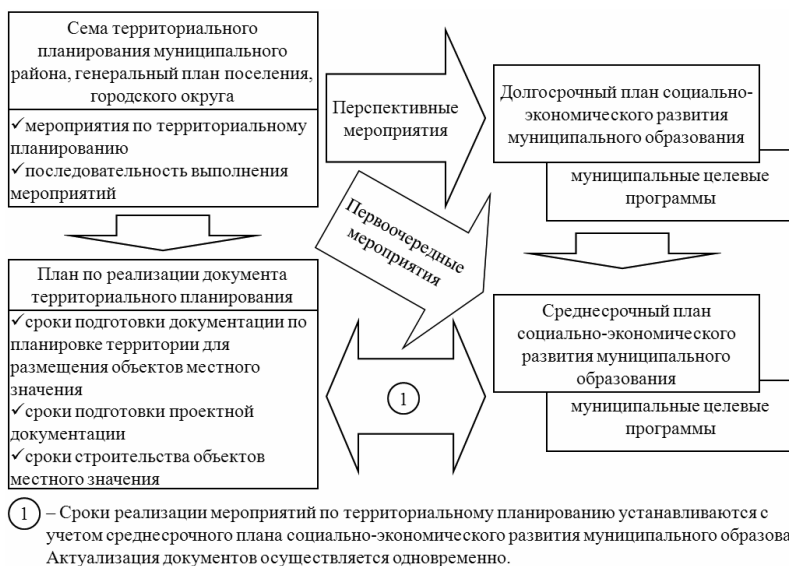 Сема территориального
планирования муниципального
района, генеральный план поселения,
городского округа
✓мероприятия по территориальному
планированию
✓последовательность выполнения
мероприятий
Перспективные
мероприятия
Долгосрочный план социально-
экономического развития
муниципального образования
муниципальные целевые
программы
Первоочередные
мероприятия
План по реализации документа
территориального планирования
✓сроки подготовки документации по
планировке территории для
размещения объектов местного
значения
✓сроки подготовки проектной
документации
✓сроки строительства объектов
местного значения
1
Среднесрочный план
социально-экономического
развития муниципального
образования
муниципальные целевые
программы
1 – Сроки реализации мероприятий по территориальному планированию устанавливаются с
учетом среднесрочного плана социально-экономического развития муниципального образова
Актуализация документов осуществляется одновременно.